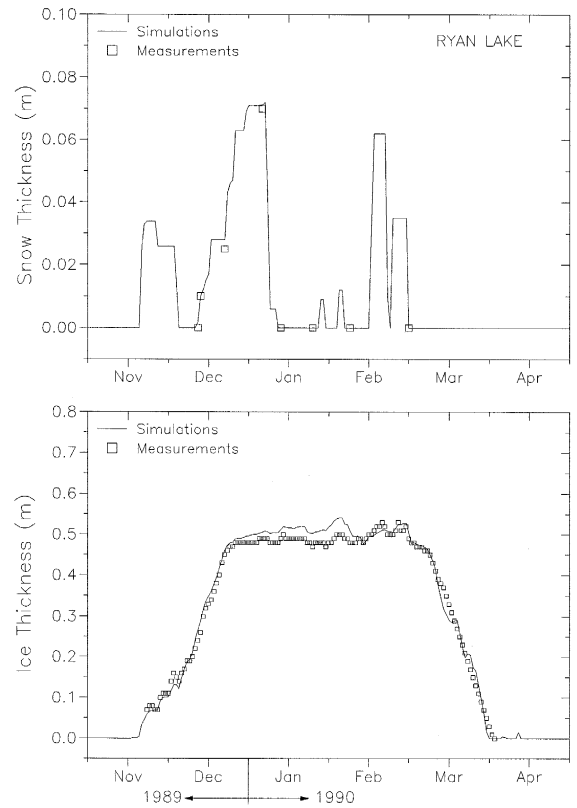 0.10
0.08
0.06
0.04
0.02
0.00
Snow Thickness (m)
Simulations
Measurements
RYAN LAKE
Nov Dec Jan Feb Mar Apr
0.8
0.7
0.6
0.5
0.4
0.3
0.2
0.1
0.0
Ice Thickness (m)
Simulations
Measurements
Nov Dec Jan Feb Mar Apr
1989 1990